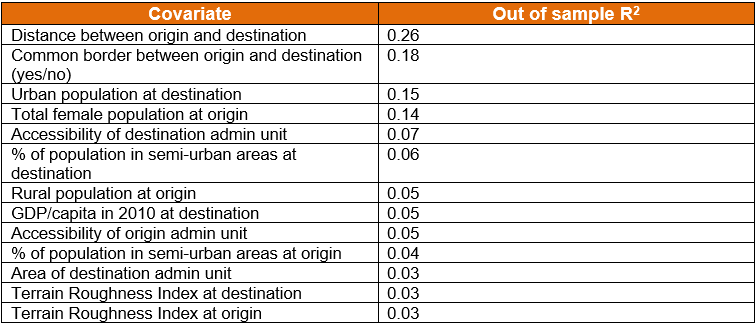 Covariate Out of sample R²
Distance between origin and destination 0.26
Common border between origin and destination 0.18
(yes/no)
Urban population at destination 0.15
Total female population at origin 0.14
Accessibility of destination admin unit 0.07
% of population in semi-urban areas at 0.06
destination
Rural population at origin 0.05
GDP/capita in 2010 at destination 0.05
Accessibility of origin admin unit 0.05
% of population in semi-urban areas at origin 0.04
Area of destination admin unit 0.03
Terrain Roughness Index at destination 0.03
Terrain Roughness Index at origin 0.03